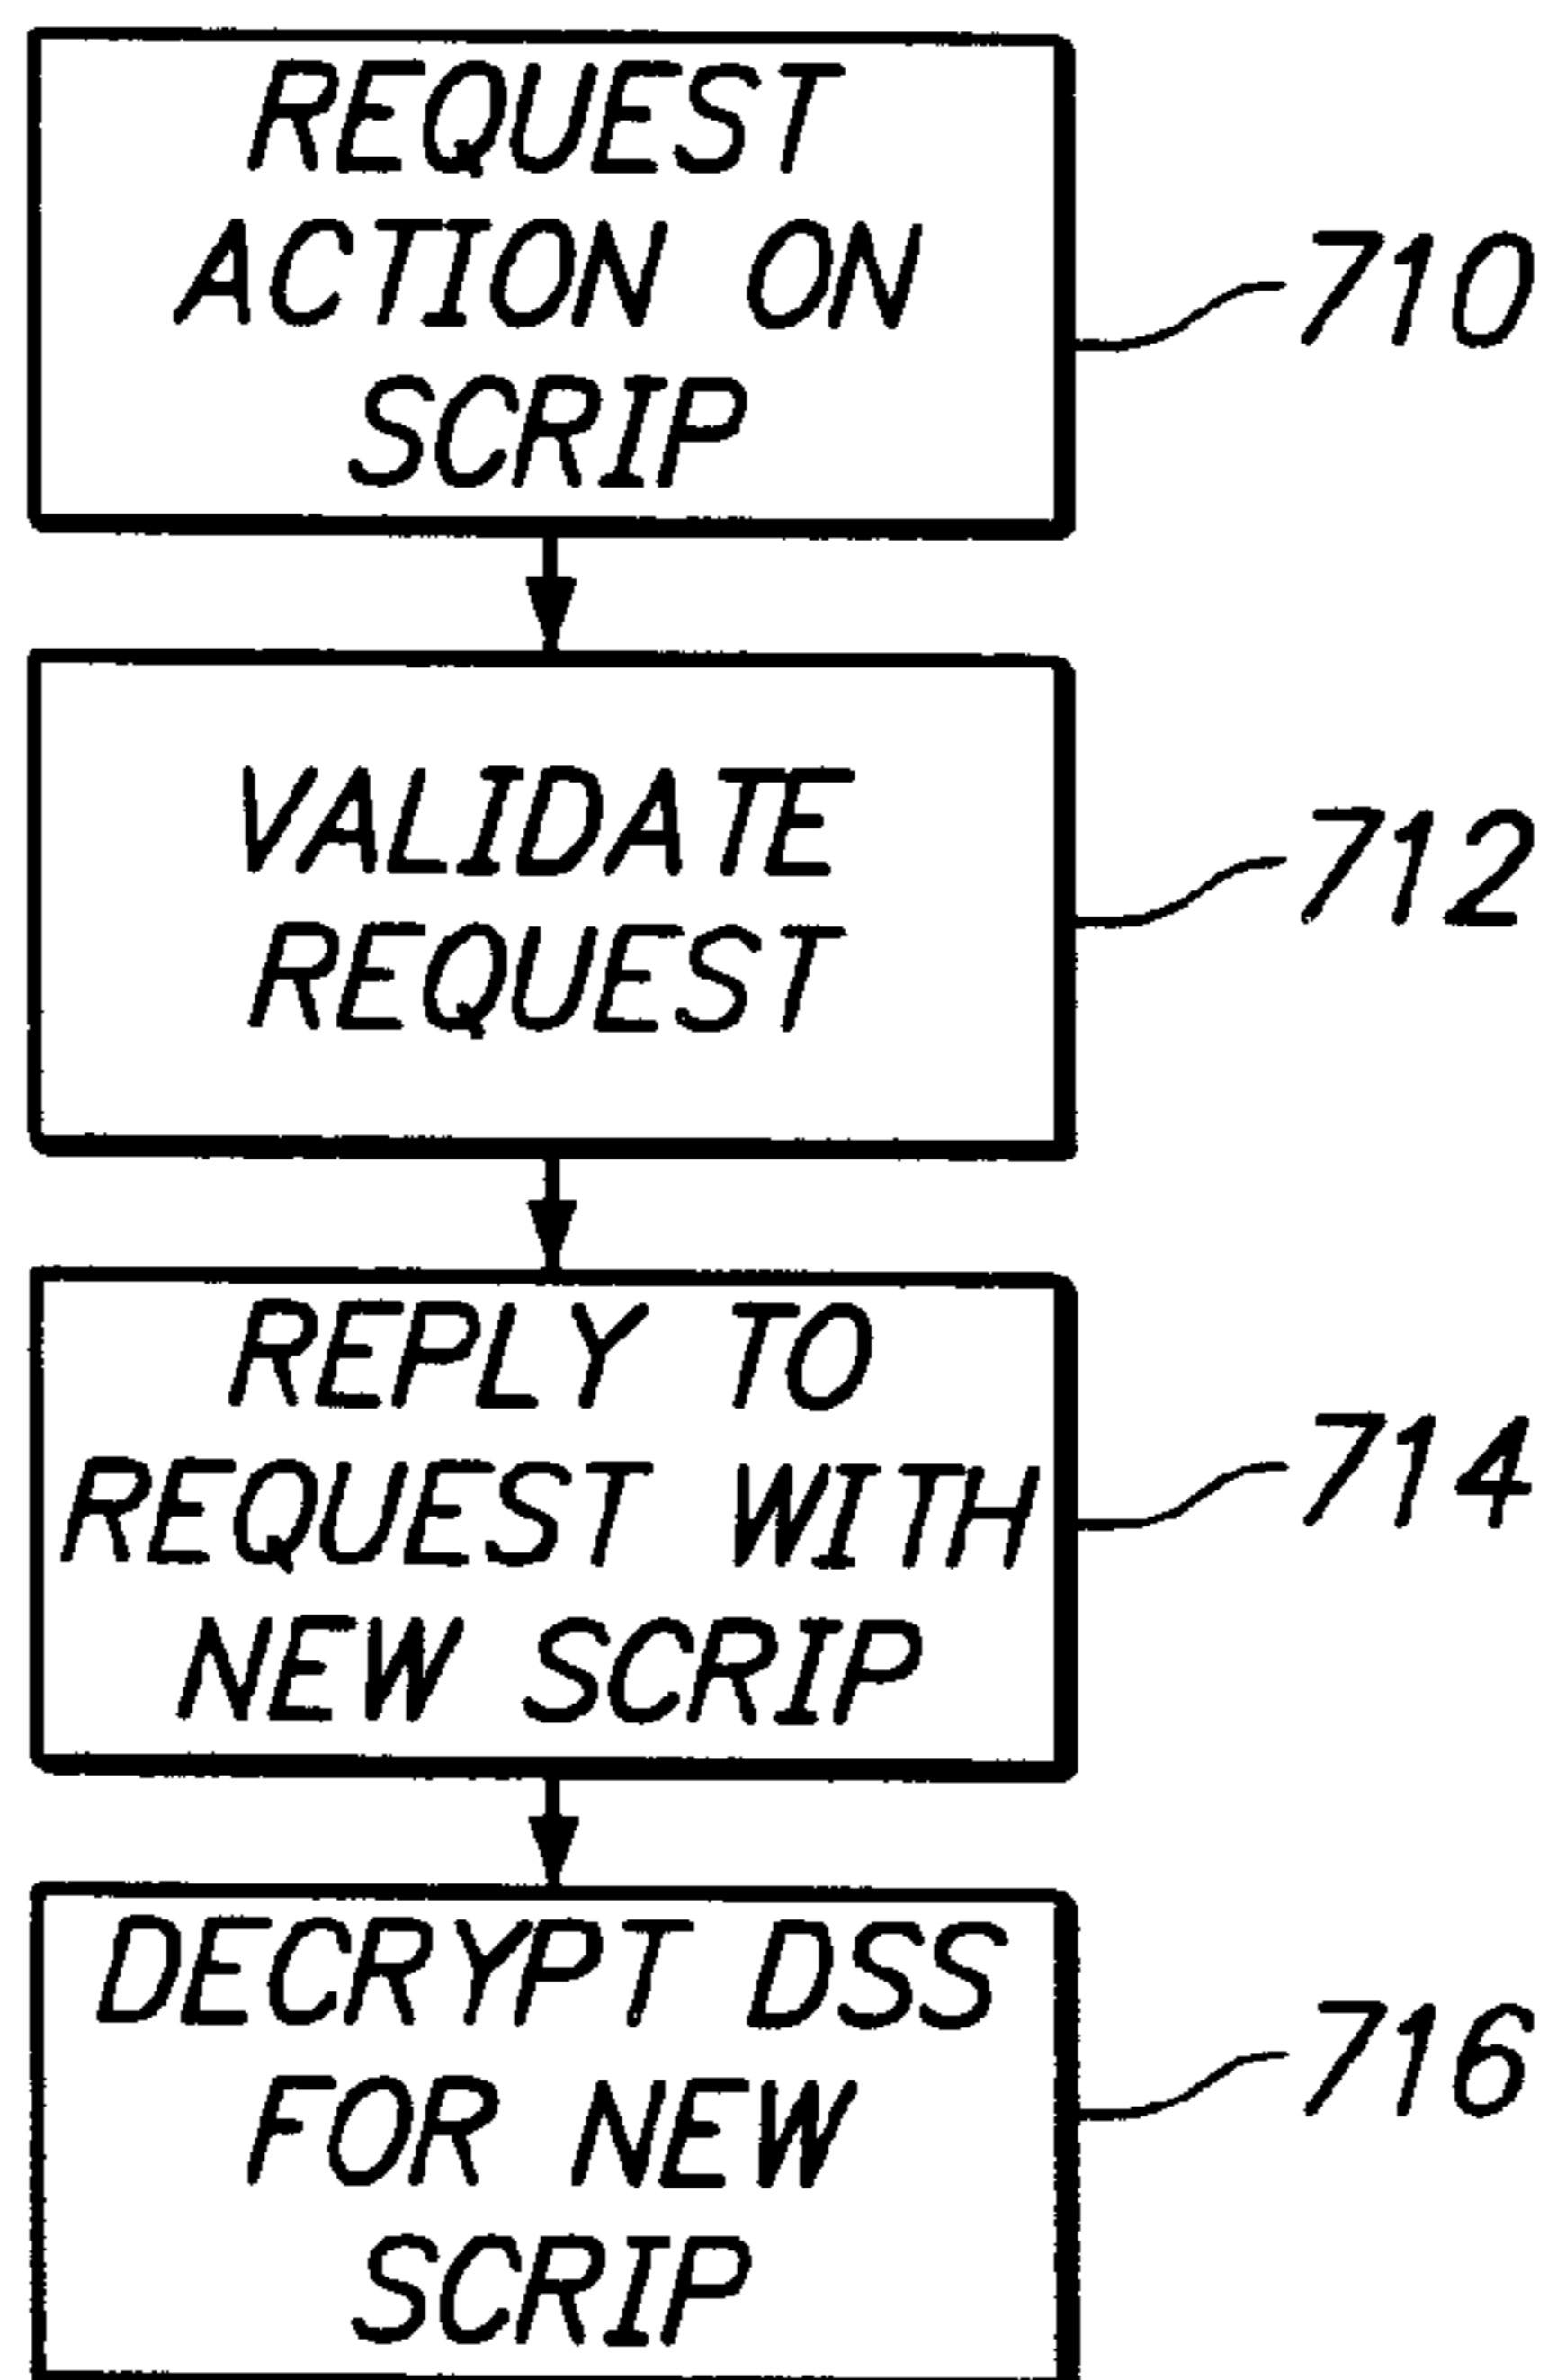 REQUEST
ACTION ON
SCRIP
710
VALIDATE
REQUEST
712
REPLY TO
REQUEST WITH
NEW SCRIP
714
DECRYPT DSS
FOR NEW
SCRIP
716